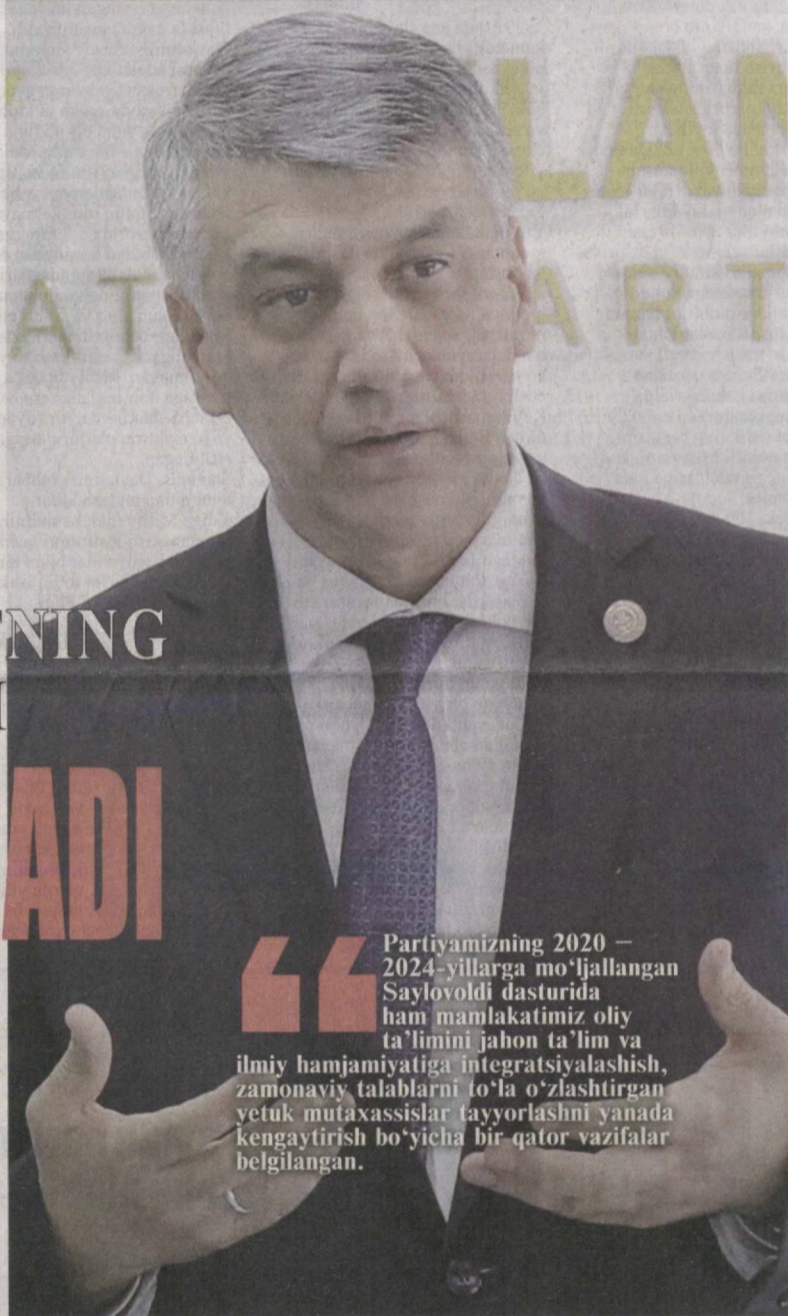 LAN
AT
ART
NING
ADI
“
Partiyamizning 2020 —
2024-yillarga mo‘ljallangan
Saylovoldi dasturida
ham mamlakatimiz oliy
ta’limini jahon ta’lim va
ilmiy hamjamiyatiga integratsiyalashish,
zamonaviy talablarni to‘la o‘zlashtirgan
yetuk mutaxassislar tayyorlashni yanada
kengaytirish bo‘yicha bir qator vazifalar
belgilangan.